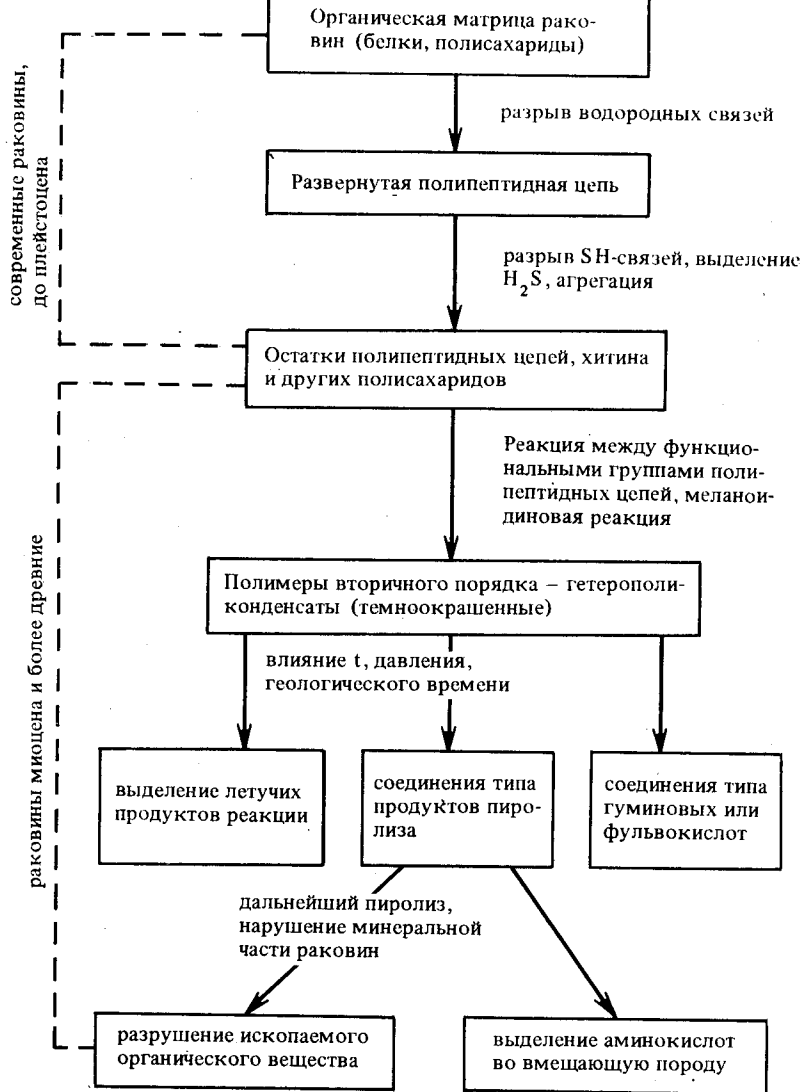 Органическая матрица рако-
вин (белки, полисахариды)
разрыв водородных связей
современные раковины,
до плейстоцена
Развернутая полипептидная цепь
разрыв SH-связей, выделение
H2S, агрегация
Остатки полипептидных цепей, хитина
и других полисахаридов
Реакция между функцио-
нальными группами поли-
пептидных цепей, меланои-
диновая реакция
раковины миоцена и более древние
Полимеры вторичного порядка – гетерополи-
конденсаты (темноокрашенные)
влияние t, давления,
геологического времени
выделение летучих
продуктов реакции
соединения типа
продуктов пиро-
лиза
соединения типа
гуминовых или
фульвокислот
дальнейший пиролиз,
нарушение минеральной
части раковин
разрушение ископаемого
органического вещества
выделение аминокислот
во вмещающую породу